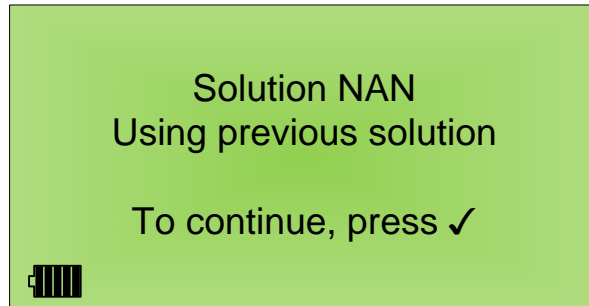 Solution NAN
Using previous solution
To continue, press ✓